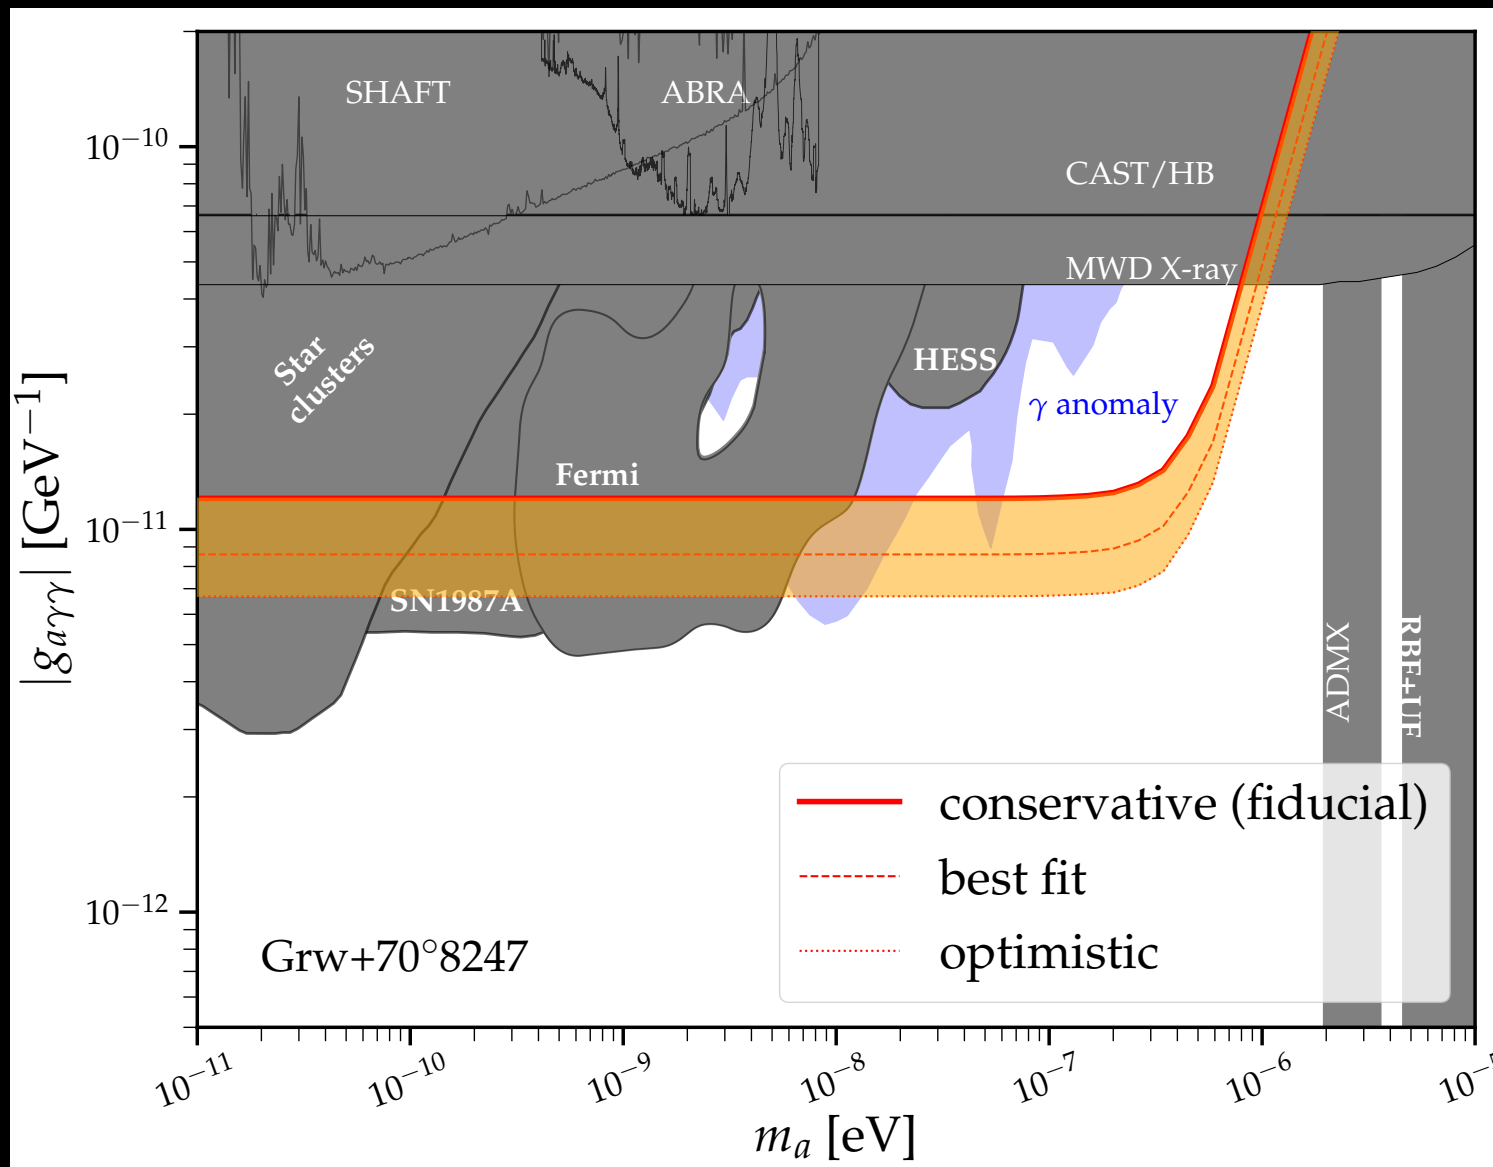 SHAFT
ABRA
CAST/HB
MWD X-ray
Star
clusters
HESS
γ anomaly
Fermi
SN1987A
ADMX
RBF+UF
conservative (fiducial)
best fit
optimistic
Grw+70°8247
|g_{aγγ}| [GeV⁻¹]
10⁻¹⁰
10⁻¹¹
10⁻¹²
10⁻¹¹
10⁻¹⁰
10⁻⁹
10⁻⁸
10⁻⁷
10⁻⁶
m_a [eV]